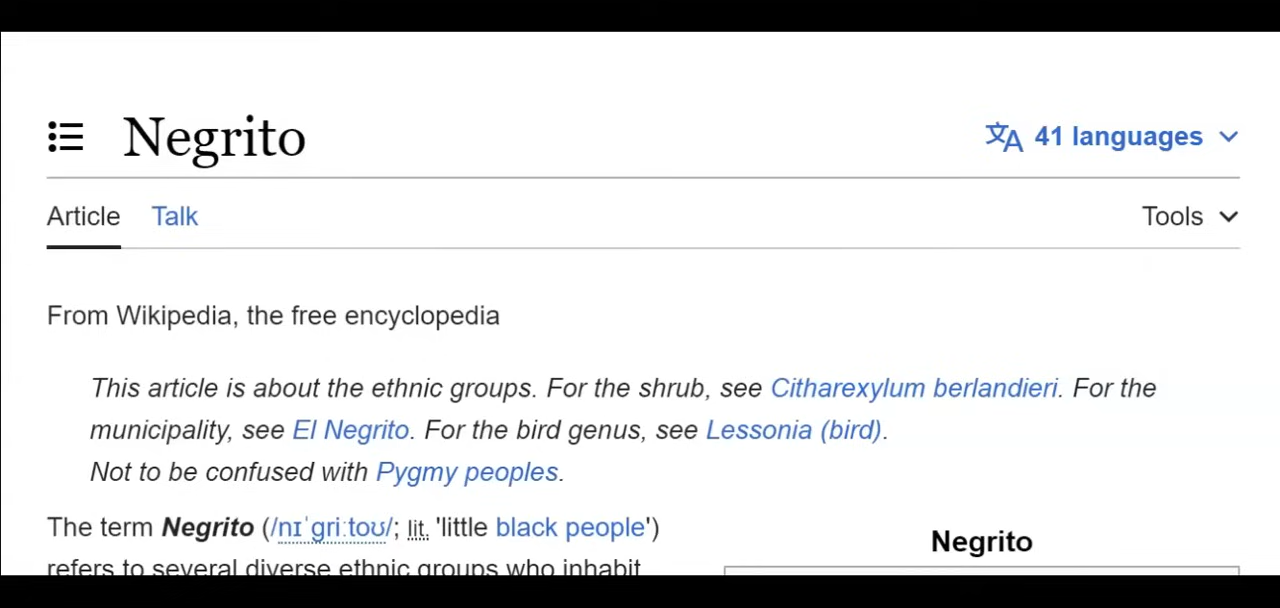 Negrito
41 languages
Article Talk
Tools
From Wikipedia, the free encyclopedia
This article is about the ethnic groups. For the shrub, see Citharexylum berlandieri. For the
municipality, see El Negrito. For the bird genus, see Lessonia (bird).
Not to be confused with Pygmy peoples.
The term Negrito (/nɪˈɡriːtoʊ/; lit. 'little black people')
refers to several diverse ethnic groups who inhabit
Negrito